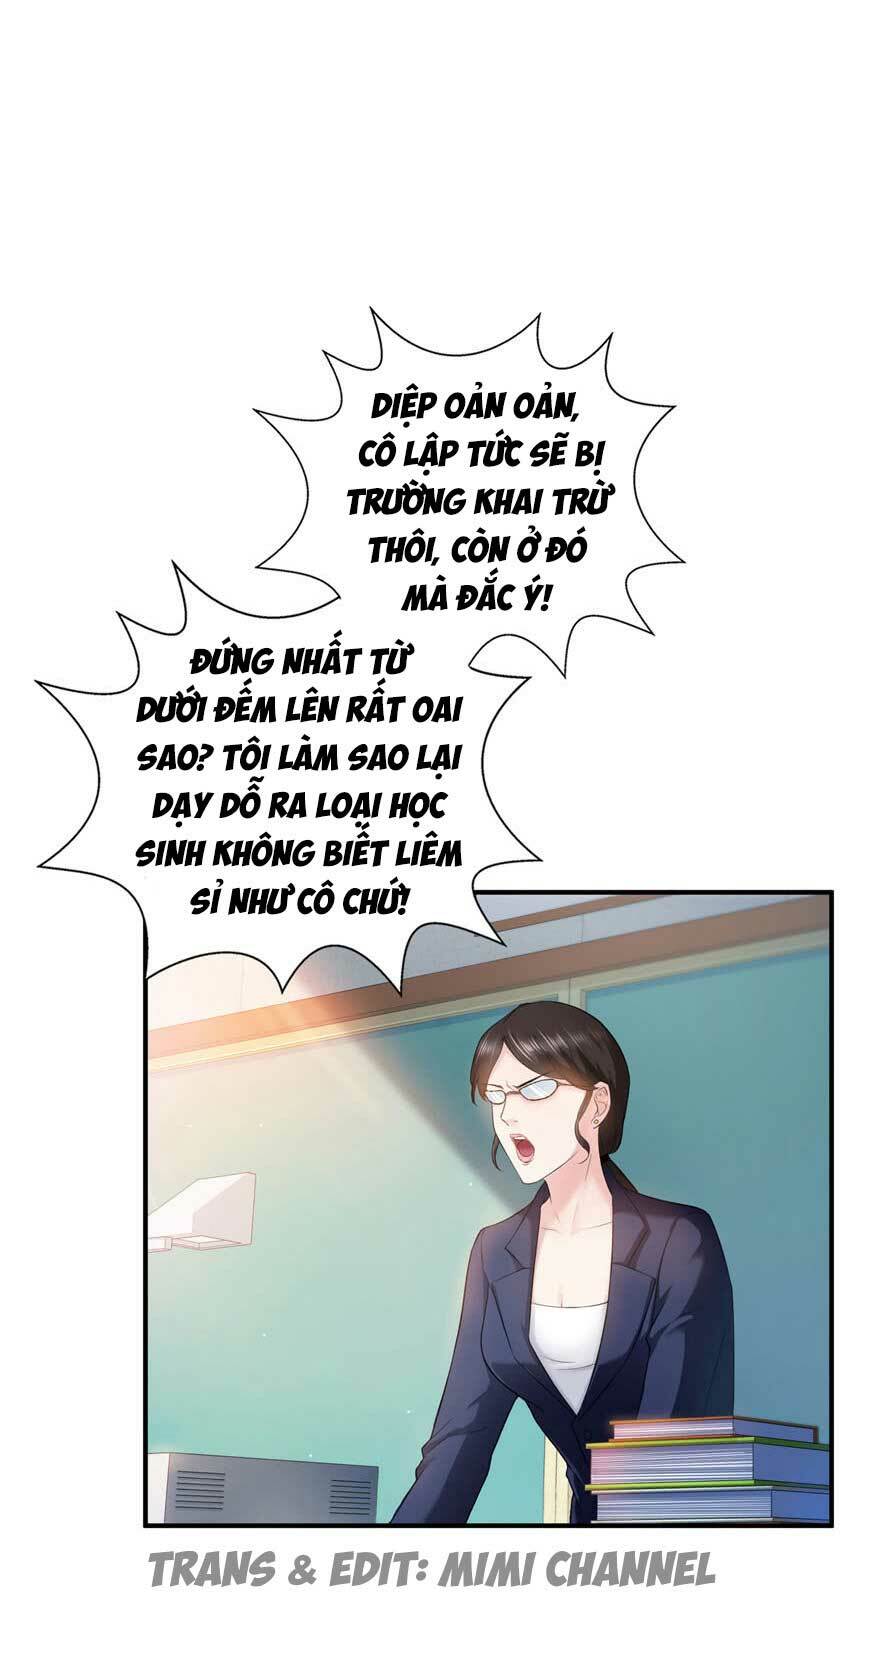 DIỆP OẢN OẢN,
CÔ LẬP TỨC SẼ BỊ
TRƯỜNG KHAI TRỪ
THÔI, CÒN Ở ĐÓ
MÀ ĐẮC Ý!
ĐỨNG NHẤT TỪ
DƯỚI ĐẾM LÊN RẤT OAI
SAO? TÔI LÀM SAO LẠI
DẠY DỖ RA LOẠI HỌC
SINH KHÔNG BIẾT LIÊM
SỈ NHƯ CÔ CHỨ!
TRANS & EDIT: MIMI CHANNEL